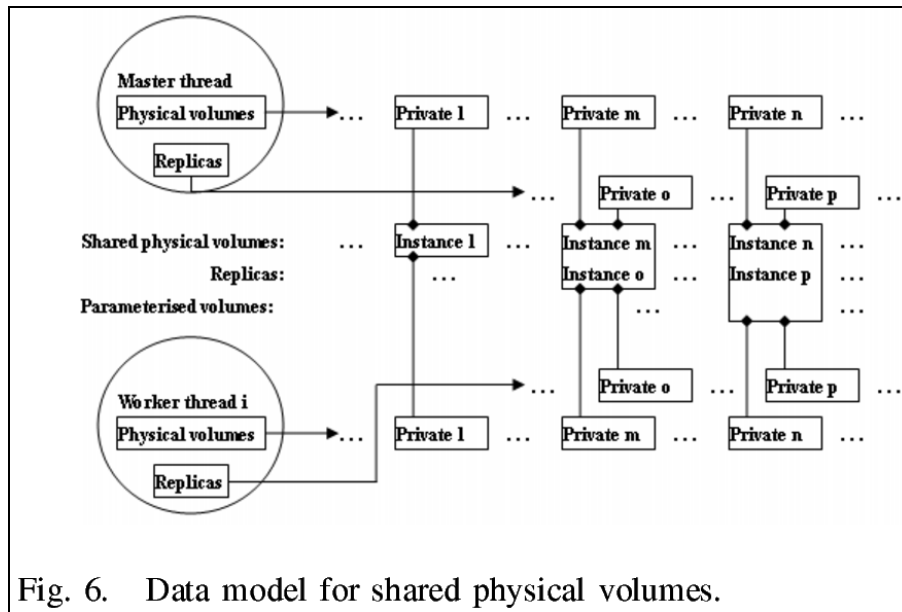 Master thread
Physical volumes ... Private l ... Private m ... Private n ...
Replicas
... Private o ... Private p ...
Shared physical volumes: ... Instance l ... Instance m ... Instance n ...
Replicas: ... Instance o ... Instance p ...
Parameterised volumes: ... ...
... Private o ... Private p ...
Worker thread i
Physical volumes ... Private l ... Private m ... Private n ...
Replicas
Fig. 6. Data model for shared physical volumes.